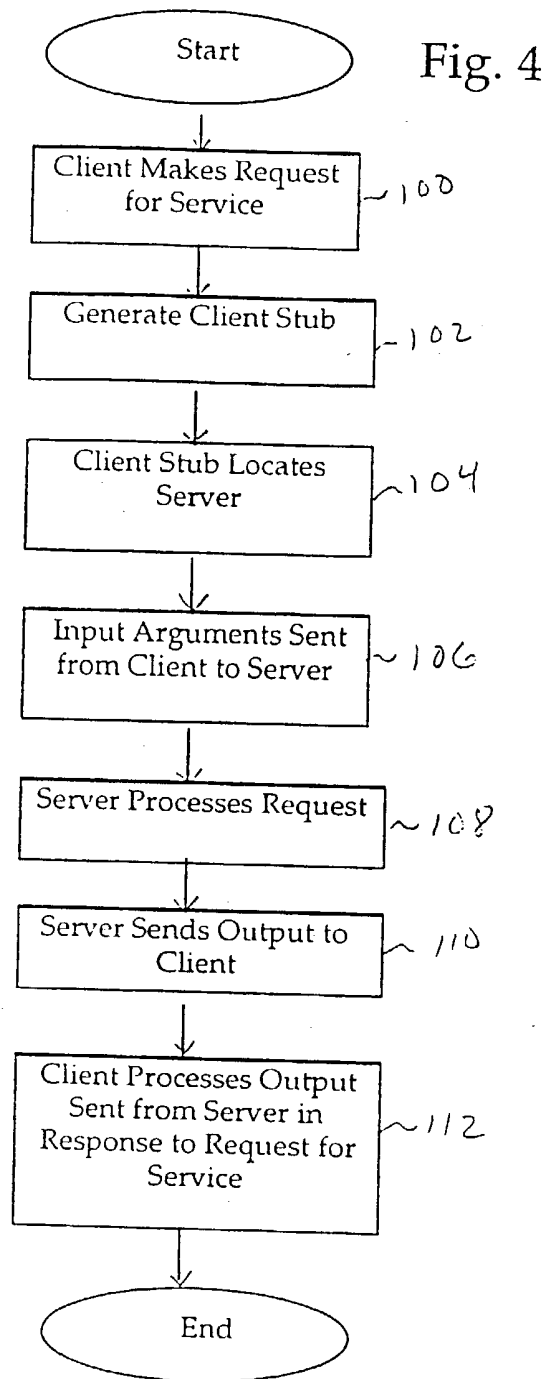 Start
Fig. 4
Client Makes Request
for Service
100
Generate Client Stub
102
Client Stub Locates
Server
104
Input Arguments Sent
from Client to Server
106
Server Processes Request
108
Server Sends Output to
Client
110
Client Processes Output
Sent from Server in
Response to Request for
Service
112
End